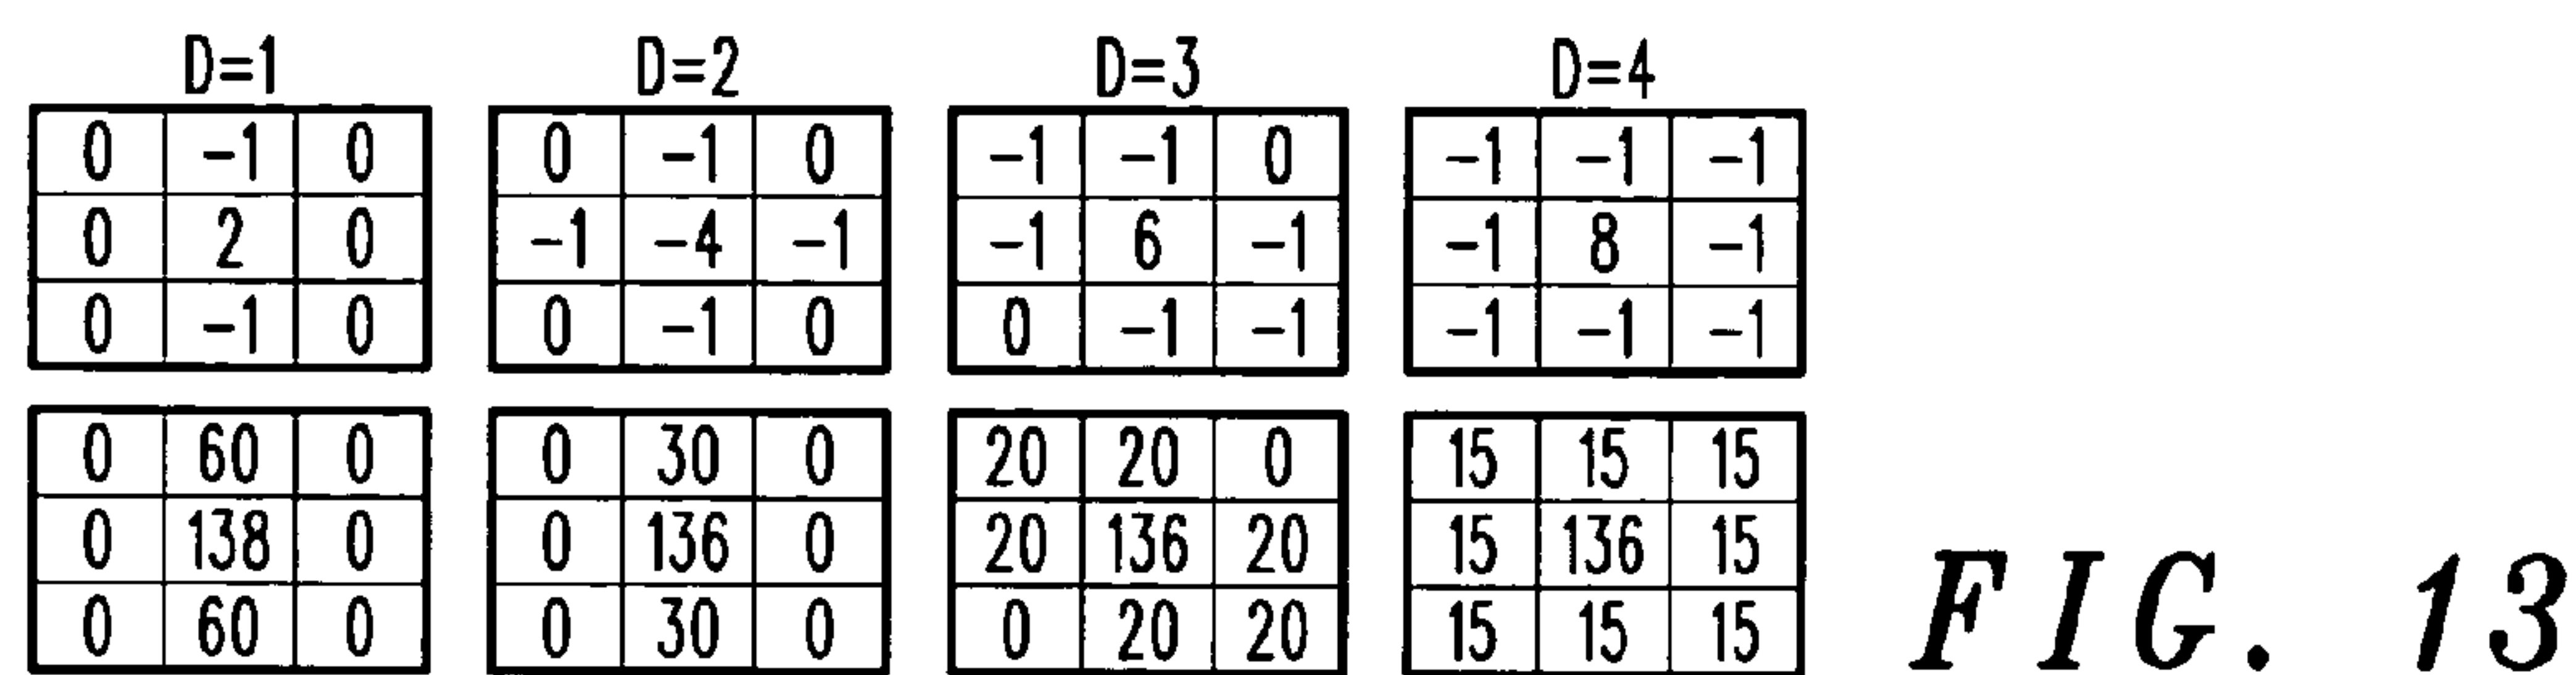 D=1 D=2 D=3 D=4
0 -1 0 0 -1 0 -1 -1 0 -1 -1 -1
0 2 0 -1 -4 -1 -1 6 -1 -1 8 -1
0 -1 0 0 -1 0 0 -1 -1 -1 -1 -1
0 60 0 0 30 0 20 20 0 15 15 15
0 138 0 0 136 0 20 136 20 15 136 15
0 60 0 0 30 0 0 20 20 15 15 15
FIG. 13